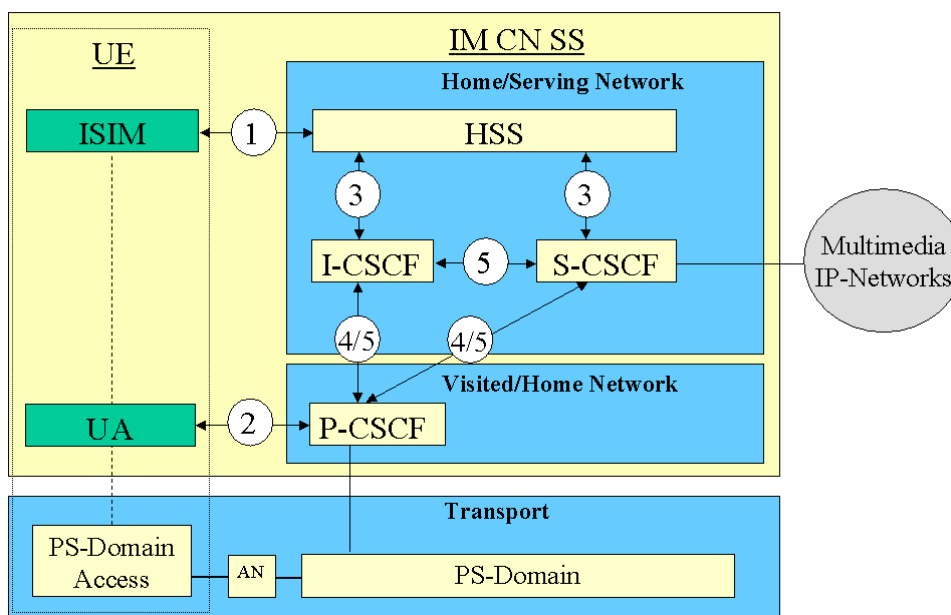 UE
IM CN SS
Home/Serving Network
ISIM
1
HSS
3
3
I-CSCF
5
S-CSCF
Multimedia
IP-Networks
4/5
4/5
Visited/Home Network
UA
2
P-CSCF
Transport
PS-Domain
Access
AN
PS-Domain